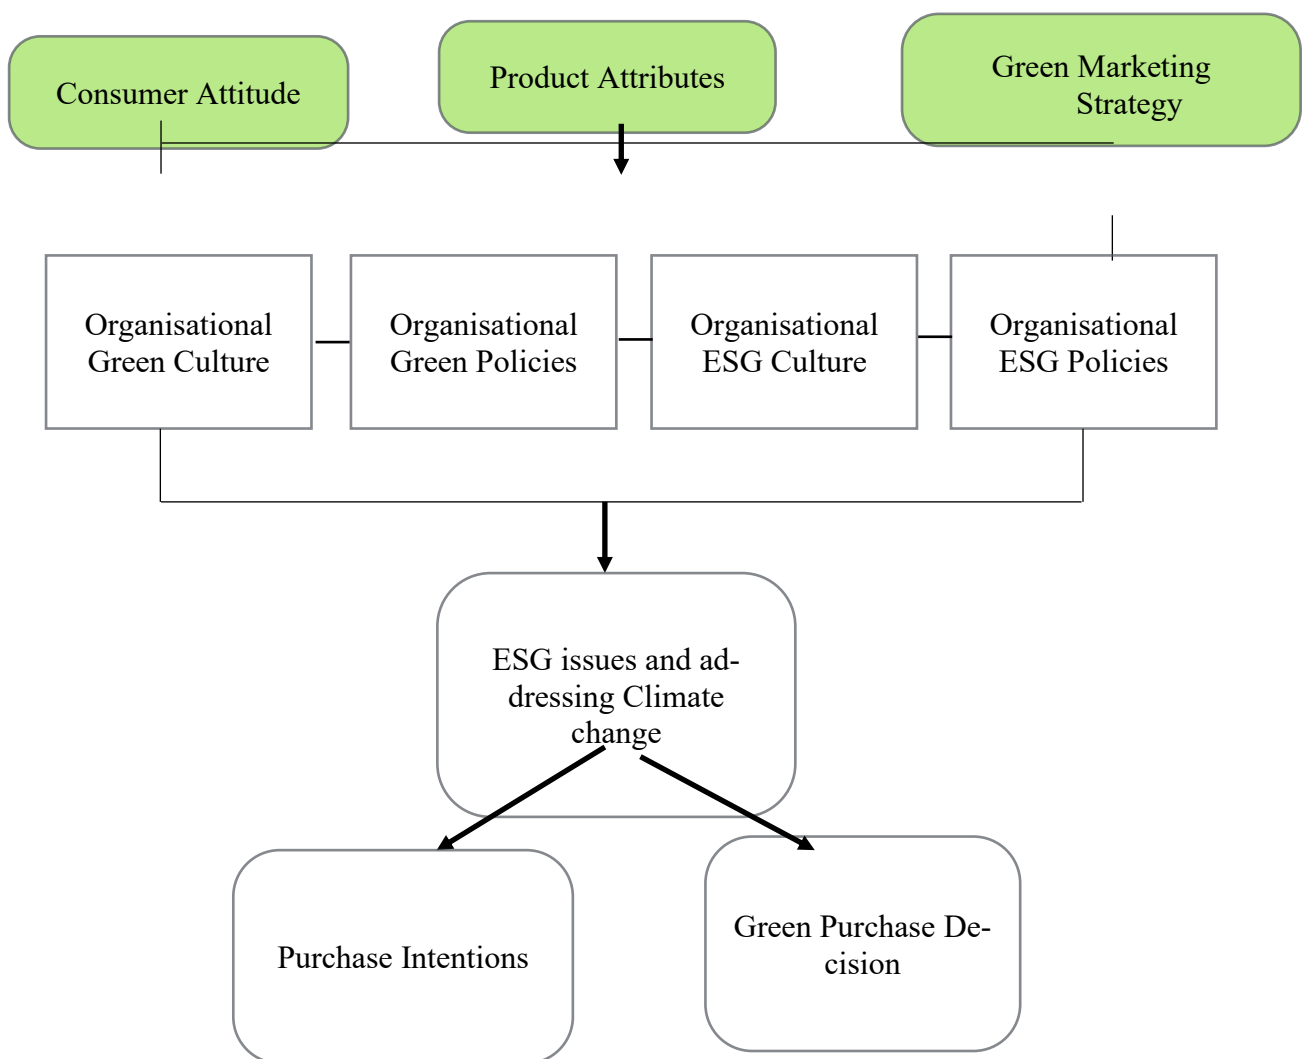 Consumer Attitude
Product Attributes
Green Marketing
Strategy
Organisational
Green Culture
Organisational
Green Policies
Organisational
ESG Culture
Organisational
ESG Policies
ESG issues and ad-
dressing Climate
change
Purchase Intentions
Green Purchase De-
cision